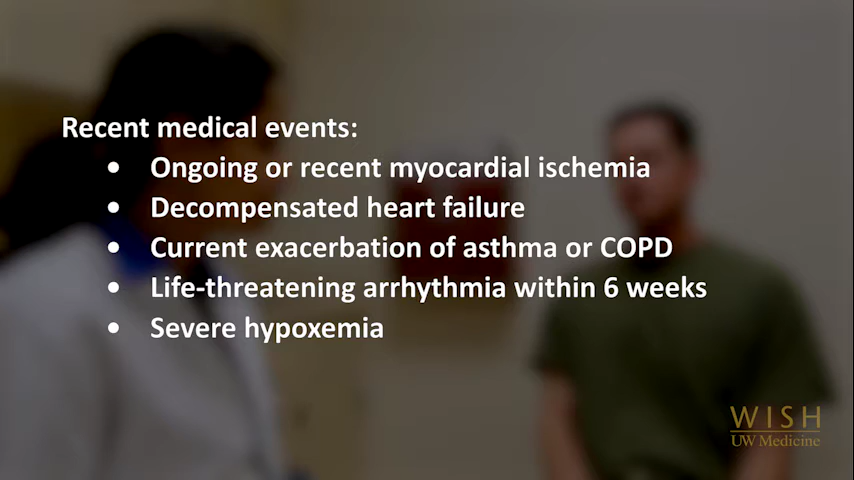 Recent medical events:
• Ongoing or recent myocardial ischemia
• Decompensated heart failure
• Current exacerbation of asthma or COPD
• Life-threatening arrhythmia within 6 weeks
• Severe hypoxemia
WISH
UW Medicine